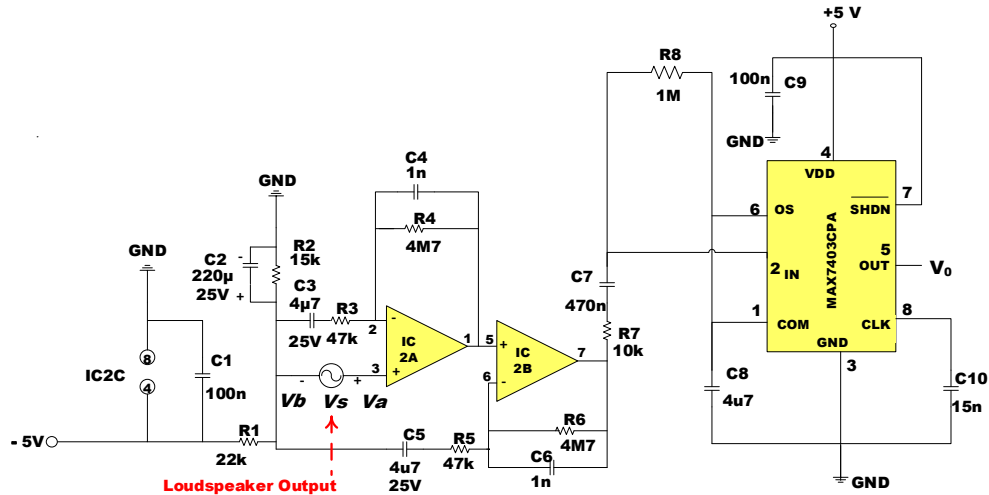 +5 V
R8
1M
100n
C9
GND
4
VDD
7
6
OS
SHDN
MAX7403CPA
2
IN
5
OUT
V₀
1
COM
CLK
8
GND
3
C8
4u7
C10
15n
GND
C4
1n
R4
4M7
GND
C2
-
220µ
25V
+
R2
15k
C3
4µ7
25V
R3
47k
2
-
IC
2A
3
+
1
5
+
IC
2B
6
-
7
C7
470n
R7
10k
GND
8
IC2C
4
C1
100n
Vb
-
Vs
+
Va
- 5V
R1
22k
C5
4u7
25V
R5
47k
R6
4M7
C6
1n
Loudspeaker Output